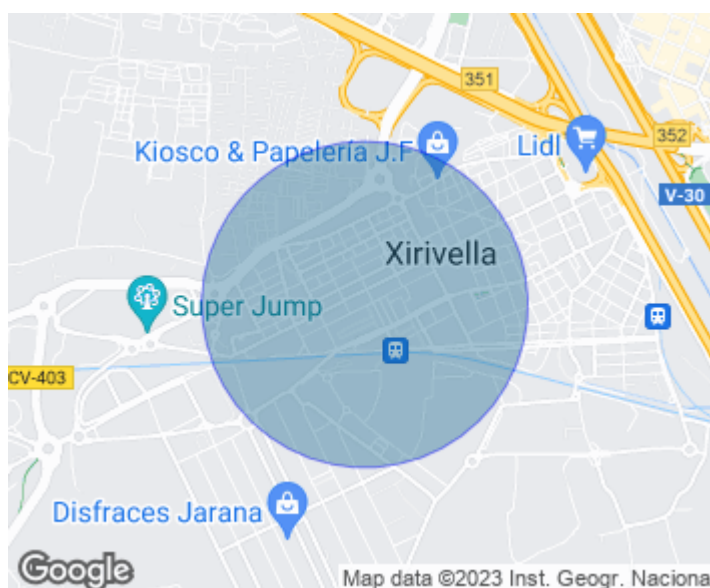 351
Kiosco & Papelería J.F
Lidl
352
V-30
Xirivella
Super Jump
CV-403
Disfraces Jarana
Google
Map data ©2023 Inst. Geogr. Naciona